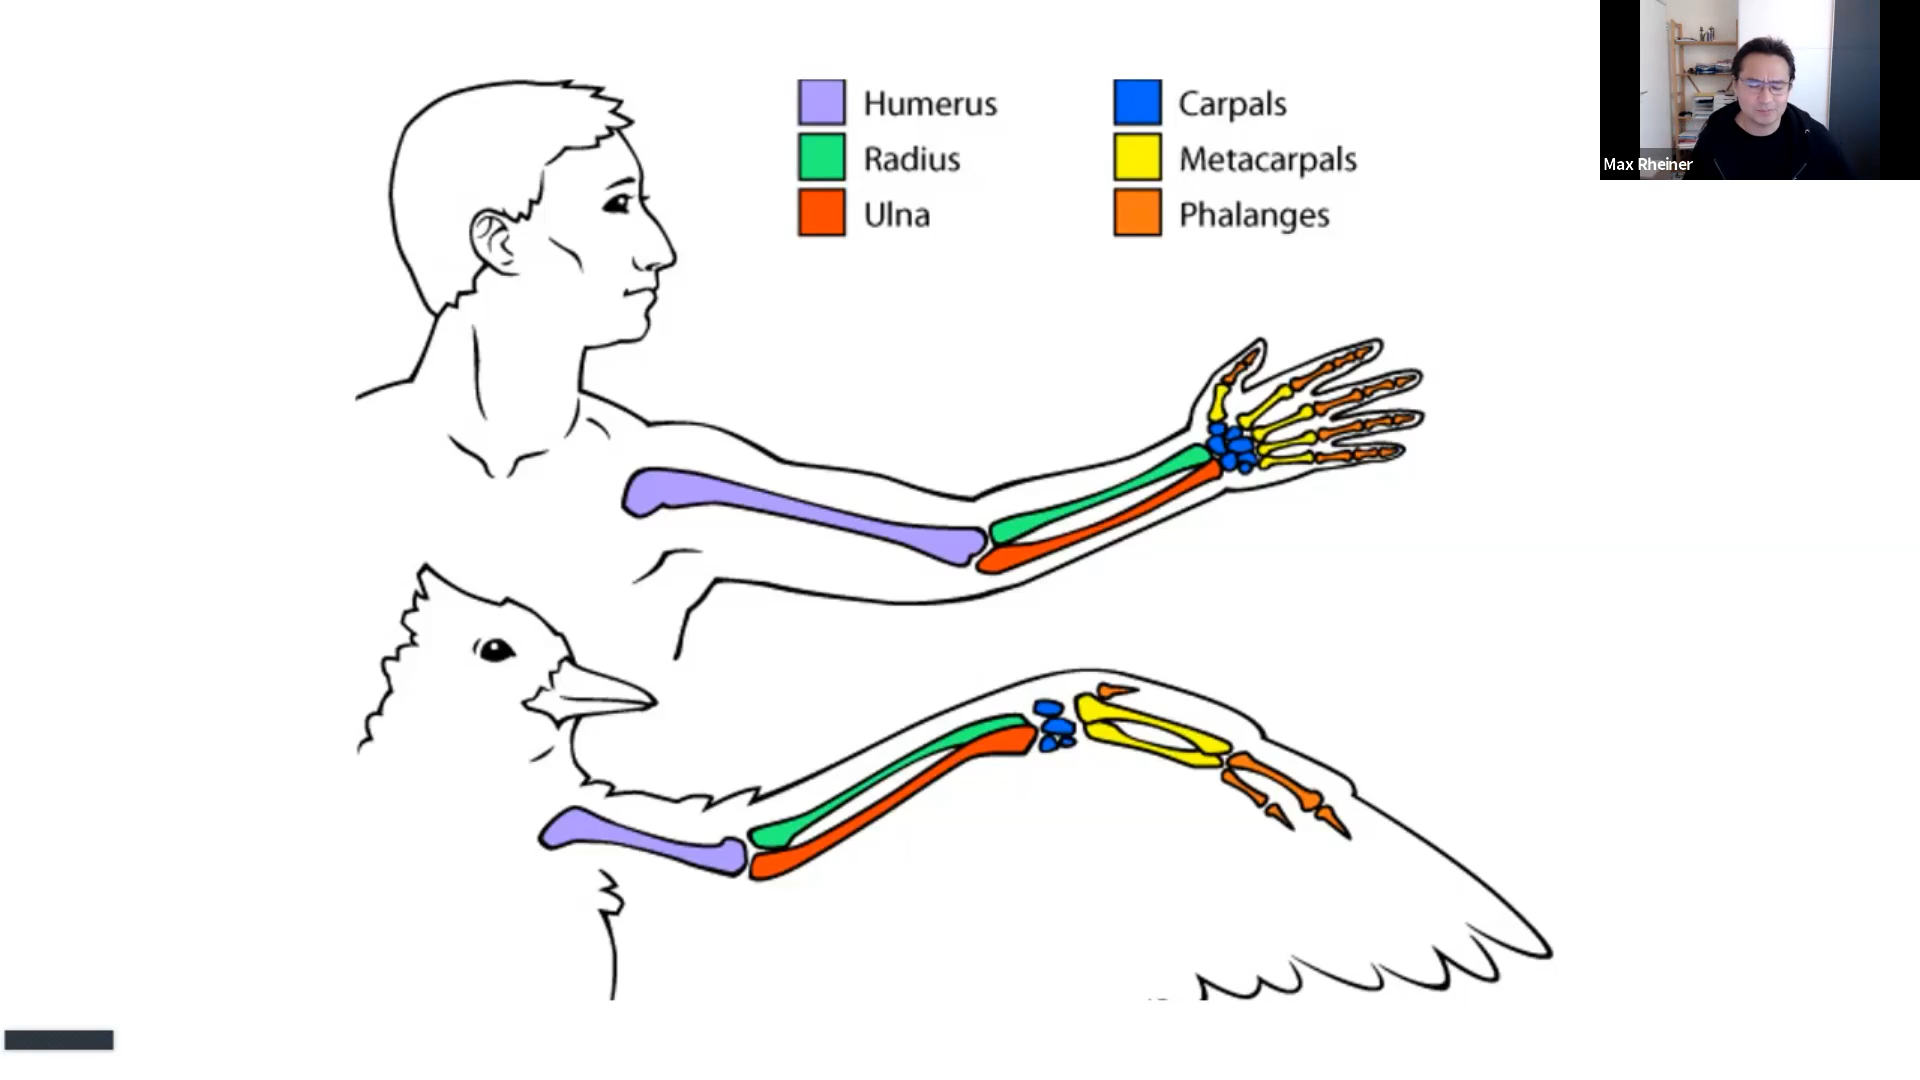 Humerus
Radius
Ulna
Carpals
Metacarpals
Phalanges
Max Rheiner